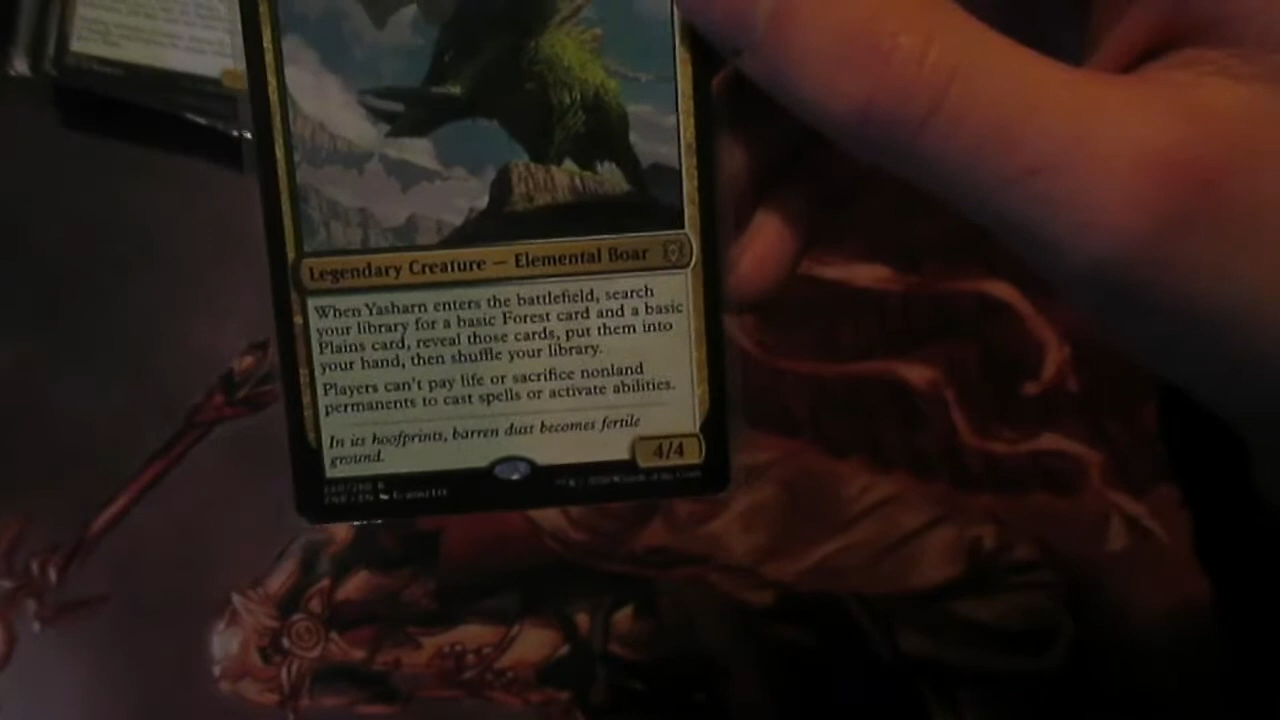 Legendary Creature — Elemental Boar
When Yasharn enters the battlefield, search
your library for a basic Forest card and a basic
Plains card, reveal those cards, put them into
your hand, then shuffle your library.
Players can't pay life or sacrifice nonland
permanents to cast spells or activate abilities.
In its hoofprints, barren dust becomes fertile
ground.
4/4